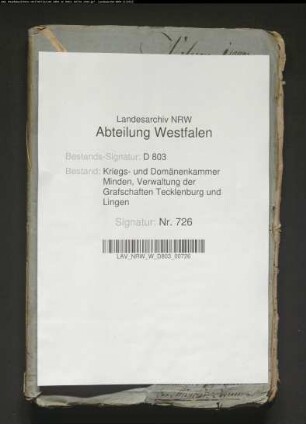 Landesarchiv NRW
Abteilung Westfalen
Bestands-Signatur: D 803
Bestand: Kriegs- und Domänenkammer
Minden, Verwaltung der
Grafschaften Tecklenburg und
Lingen
Signatur: Nr. 726
LAV_NRW_W_D803_00726